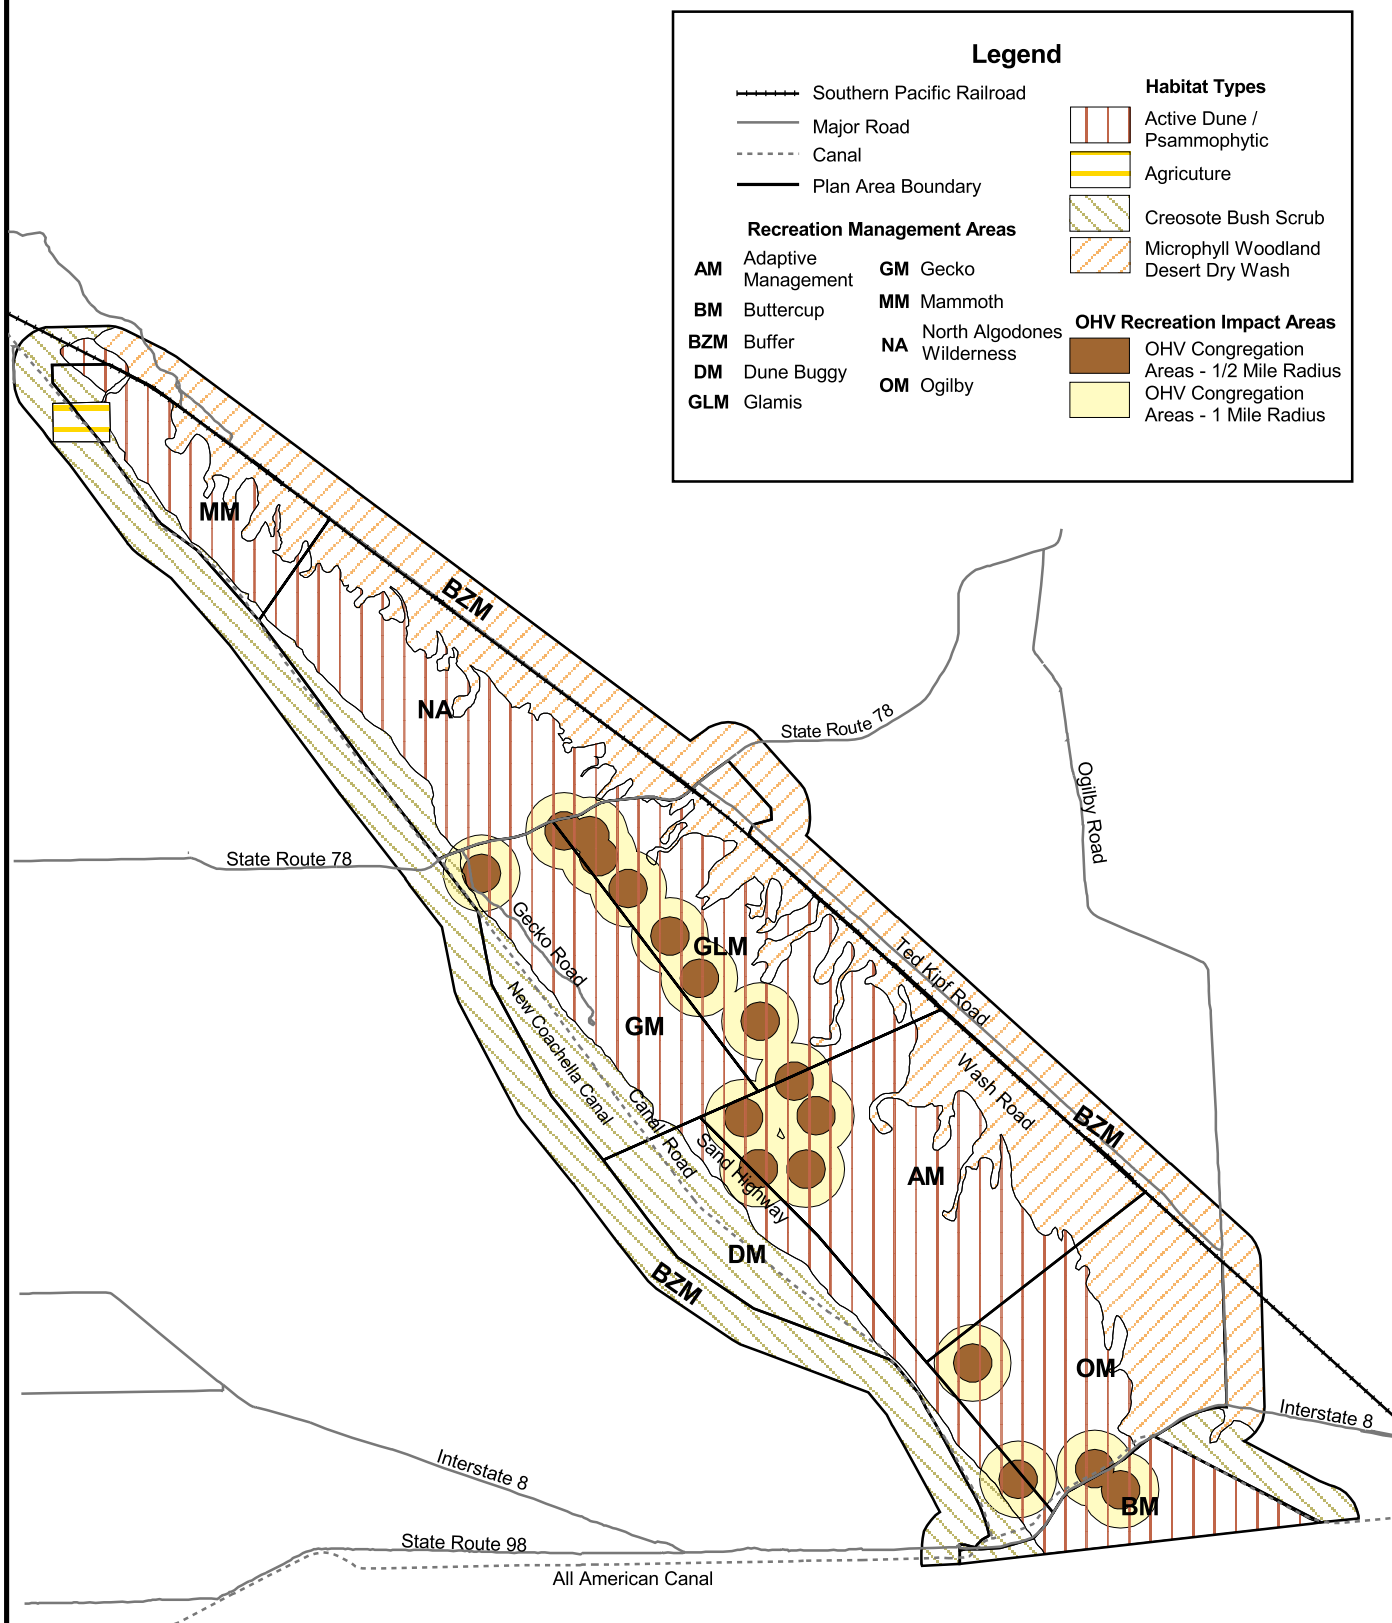 Legend
Southern Pacific Railroad
Major Road
Canal
Plan Area Boundary
Recreation Management Areas
AM Adaptive
Management
BM Buttercup
BZM Buffer
DM Dune Buggy
GLM Glamis
GM Gecko
MM Mammoth
NA North Algodones
Wilderness
OM Ogilby
Habitat Types
Active Dune /
Psammophytic
Agricuture
Creosote Bush Scrub
Microphyll Woodland
Desert Dry Wash
OHV Recreation Impact Areas
OHV Congregation
Areas - 1/2 Mile Radius
OHV Congregation
Areas - 1 Mile Radius
MM
BZM
NA
State Route 78
Ogilby Road
State Route 78
Gecko Road
GLM
Ted Kipf Road
New Coachella Canal
GM
Wash Road
Canal Road
Sand Highway
BZM
AM
DM
BZM
OM
Interstate 8
Interstate 8
BM
State Route 98
All American Canal